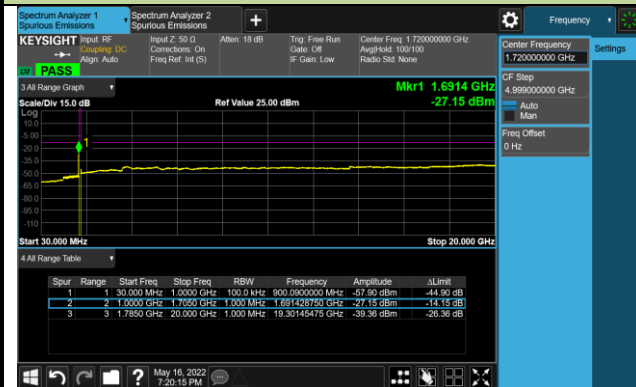 Spectrum Analyzer 1
Spurious Emissions
Spectrum Analyzer 2
Spurious Emissions
+
Frequency
KEYSIGHT
Input: RF
Coupling: DC
Align: Auto
Input Z: 50 Ω
Corrections: On
Freq Ref: Int (S)
Atten: 18 dB
Trig: Free Run
Gate: Off
IF Gain: Low
Center Freq: 1.720000000 GHz
Avg|Hold: 100/100
Radio Std: None
PASS
Center Frequency
1.720000000 GHz
Settings
CF Step
4.999000000 GHz
Auto
Man
Freq Offset
0 Hz
3 All Range Graph
Mkr1 1.6914 GHz
Scale/Div 15.0 dB
Ref Value 25.00 dBm
-27.15 dBm
Log
10.0
-5.00
-20.0
-35.0
-50.0
-65.0
-80.0
-95.0
-110
1
Start 30.000 MHz
Stop 20.000 GHz
4 All Range Table
Spur Range Start Freq Stop Freq RBW Frequency Amplitude ΔLimit
1 1 30.000 MHz 1.0000 GHz 100.0 kHz 900.0900000 MHz -57.90 dBm -44.90 dB
2 2 1.0000 GHz 1.7050 GHz 1.000 MHz 1.691428750 GHz -27.15 dBm -14.15 dB
3 3 1.7850 GHz 20.000 GHz 1.000 MHz 19.30145475 GHz -39.36 dBm -26.36 dB
?
May 16, 2022
7:20:15 PM